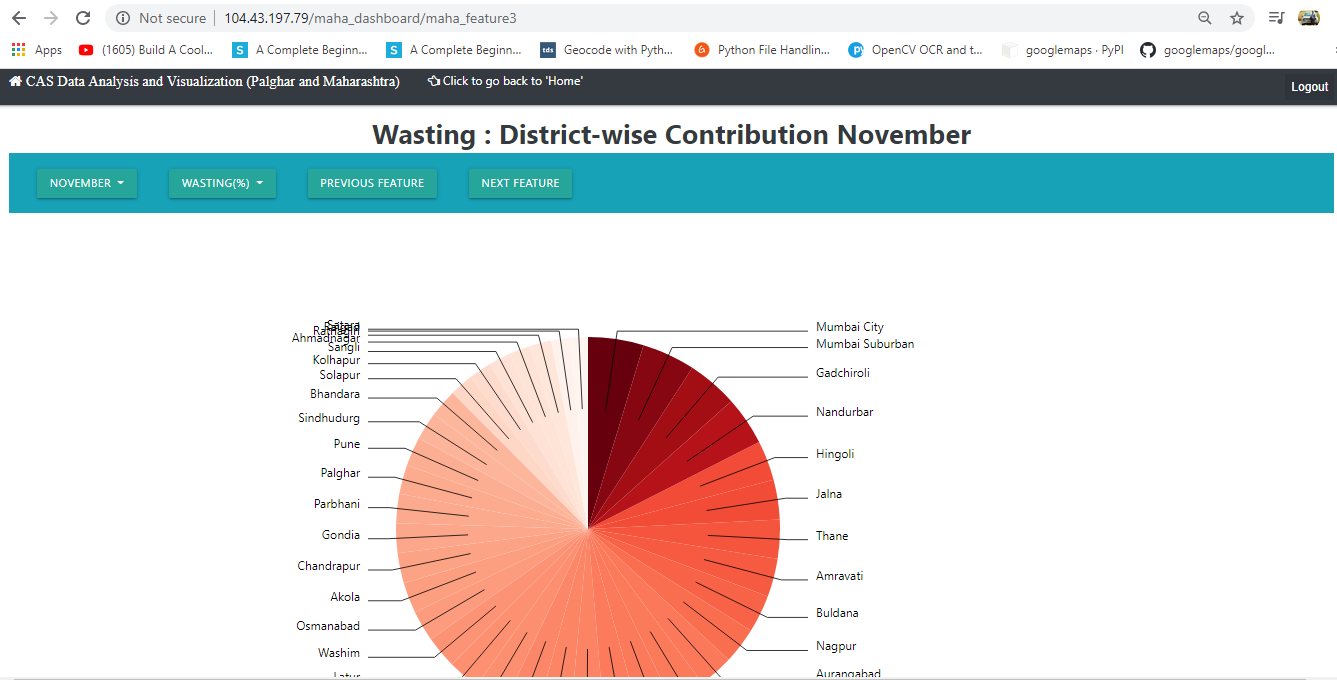 Not secure | 104.43.197.79/maha_dashboard/maha_feature3
Apps (1605) Build A Cool... S A Complete Beginn... S A Complete Beginn... tds Geocode with Pyth... Python File Handlin... OpenCV OCR and t... googlemaps · PyPI googlemaps/googl...
CAS Data Analysis and Visualization (Palghar and Maharashtra) Click to go back to 'Home' Logout
Wasting : District-wise Contribution November
NOVEMBER WASTING(%) PREVIOUS FEATURE NEXT FEATURE
Mumbai City
Mumbai Suburban
Gadchiroli
Nandurbar
Hingoli
Jalna
Thane
Amravati
Buldana
Nagpur
Aurangabad
Satara
Ratnagiri
Ahmadnagar
Sangli
Kolhapur
Solapur
Bhandara
Sindhudurg
Pune
Palghar
Parbhani
Gondia
Chandrapur
Akola
Osmanabad
Washim
Latur